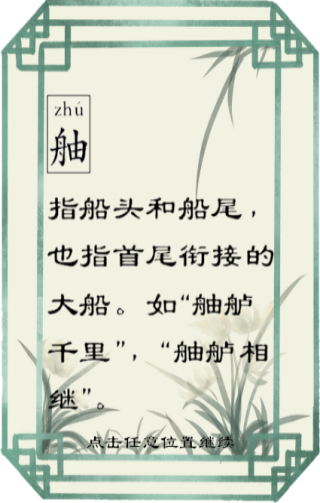 zhú
舳
指船头和船尾，
也指首尾衔接的
大船。如“舳舻
千里”，“舳舻相
继”。
点击任意位置继续